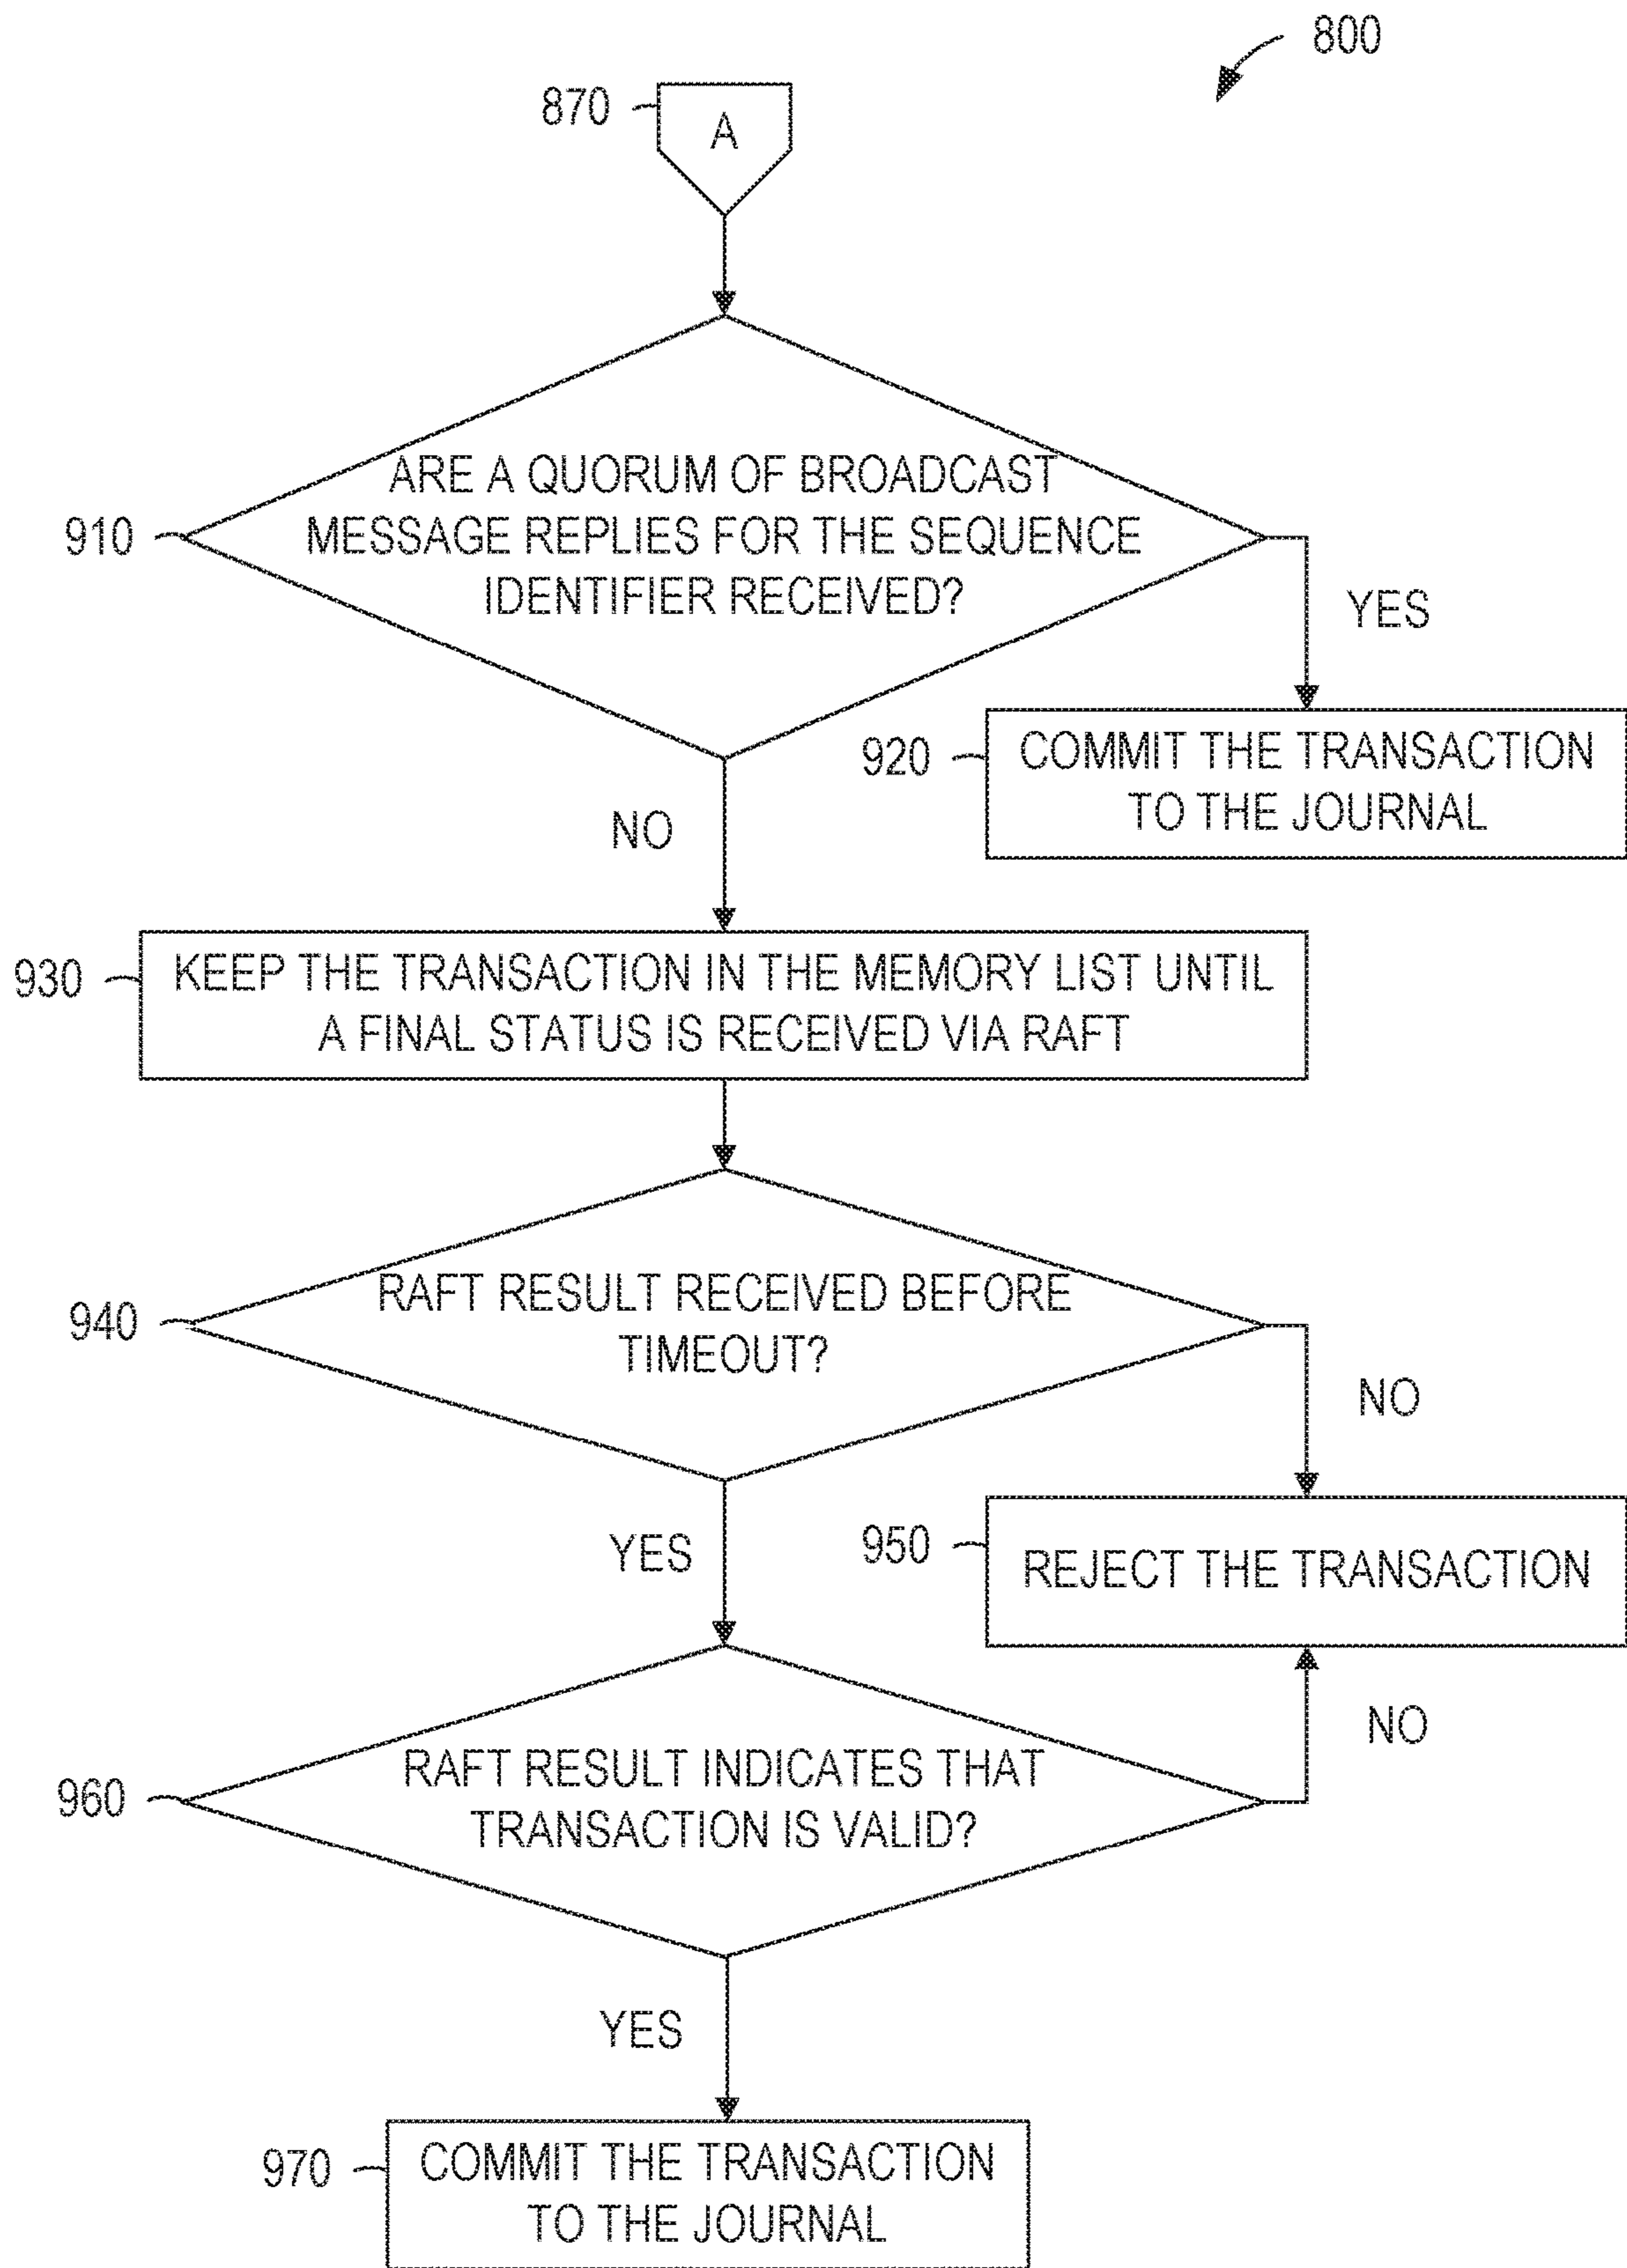 800
870
A
ARE A QUORUM OF BROADCAST
910
MESSAGE REPLIES FOR THE SEQUENCE
IDENTIFIER RECEIVED?
YES
920
COMMIT THE TRANSACTION
TO THE JOURNAL
NO
930
KEEP THE TRANSACTION IN THE MEMORY LIST UNTIL
A FINAL STATUS IS RECEIVED VIA RAFT
940
RAFT RESULT RECEIVED BEFORE
TIMEOUT?
NO
YES
950
REJECT THE TRANSACTION
NO
960
RAFT RESULT INDICATES THAT
TRANSACTION IS VALID?
YES
970
COMMIT THE TRANSACTION
TO THE JOURNAL